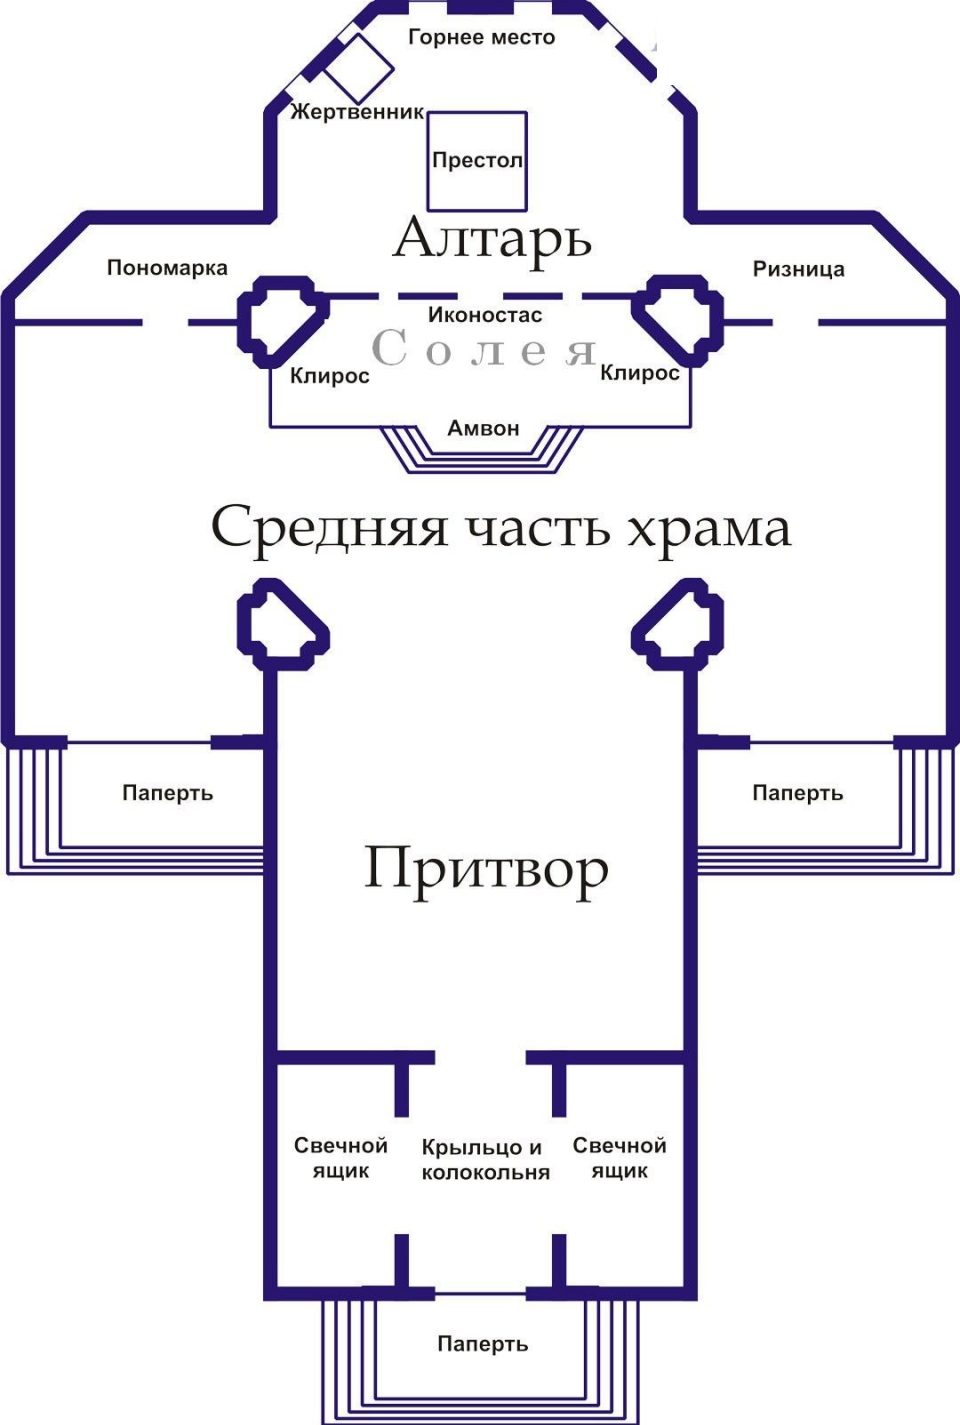 Горнее место
Жертвенник
Престол
Алтарь
Пономарка
Ризница
Иконостас
Солея
Клирос
Клирос
Амвон
Средняя часть храма
Паперть
Паперть
Притвор
Свечной
ящик
Крыльцо и
колокольня
Свечной
ящик
Паперть